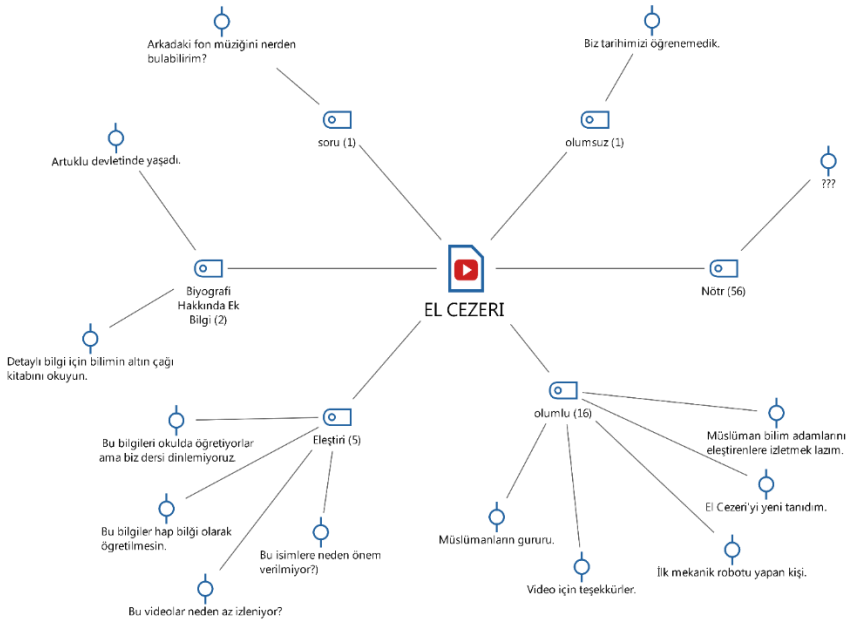 Arkadaki fon müziğini nerden
bulabilirim?
Biz tarihimizi öğrenemedik.
soru (1)
olumsuz (1)
Artuklu devletinde yaşadı.
???
Biyografi
Hakkında Ek
Bilgi (2)
Nötr (56)
EL CEZERI
Detaylı bilgi için bilimin altın çağı
kitabını okuyun.
Eleştiri (5)
olumlu (16)
Bu bilgileri okulda öğretiyorlar
ama biz dersi dinlemiyoruz.
Müslüman bilim adamlarını
eleştirenlere izletmek lazım.
El Cezeri'yi yeni tanıdım.
Bu bilgiler hap bilği olarak
ögretilmesin.
Bu isimlere neden önem
verilmiyor?)
Müslümanların gururu.
İlk mekanik robotu yapan kişi.
Video için teşekkürler.
Bu videolar neden az izleniyor?